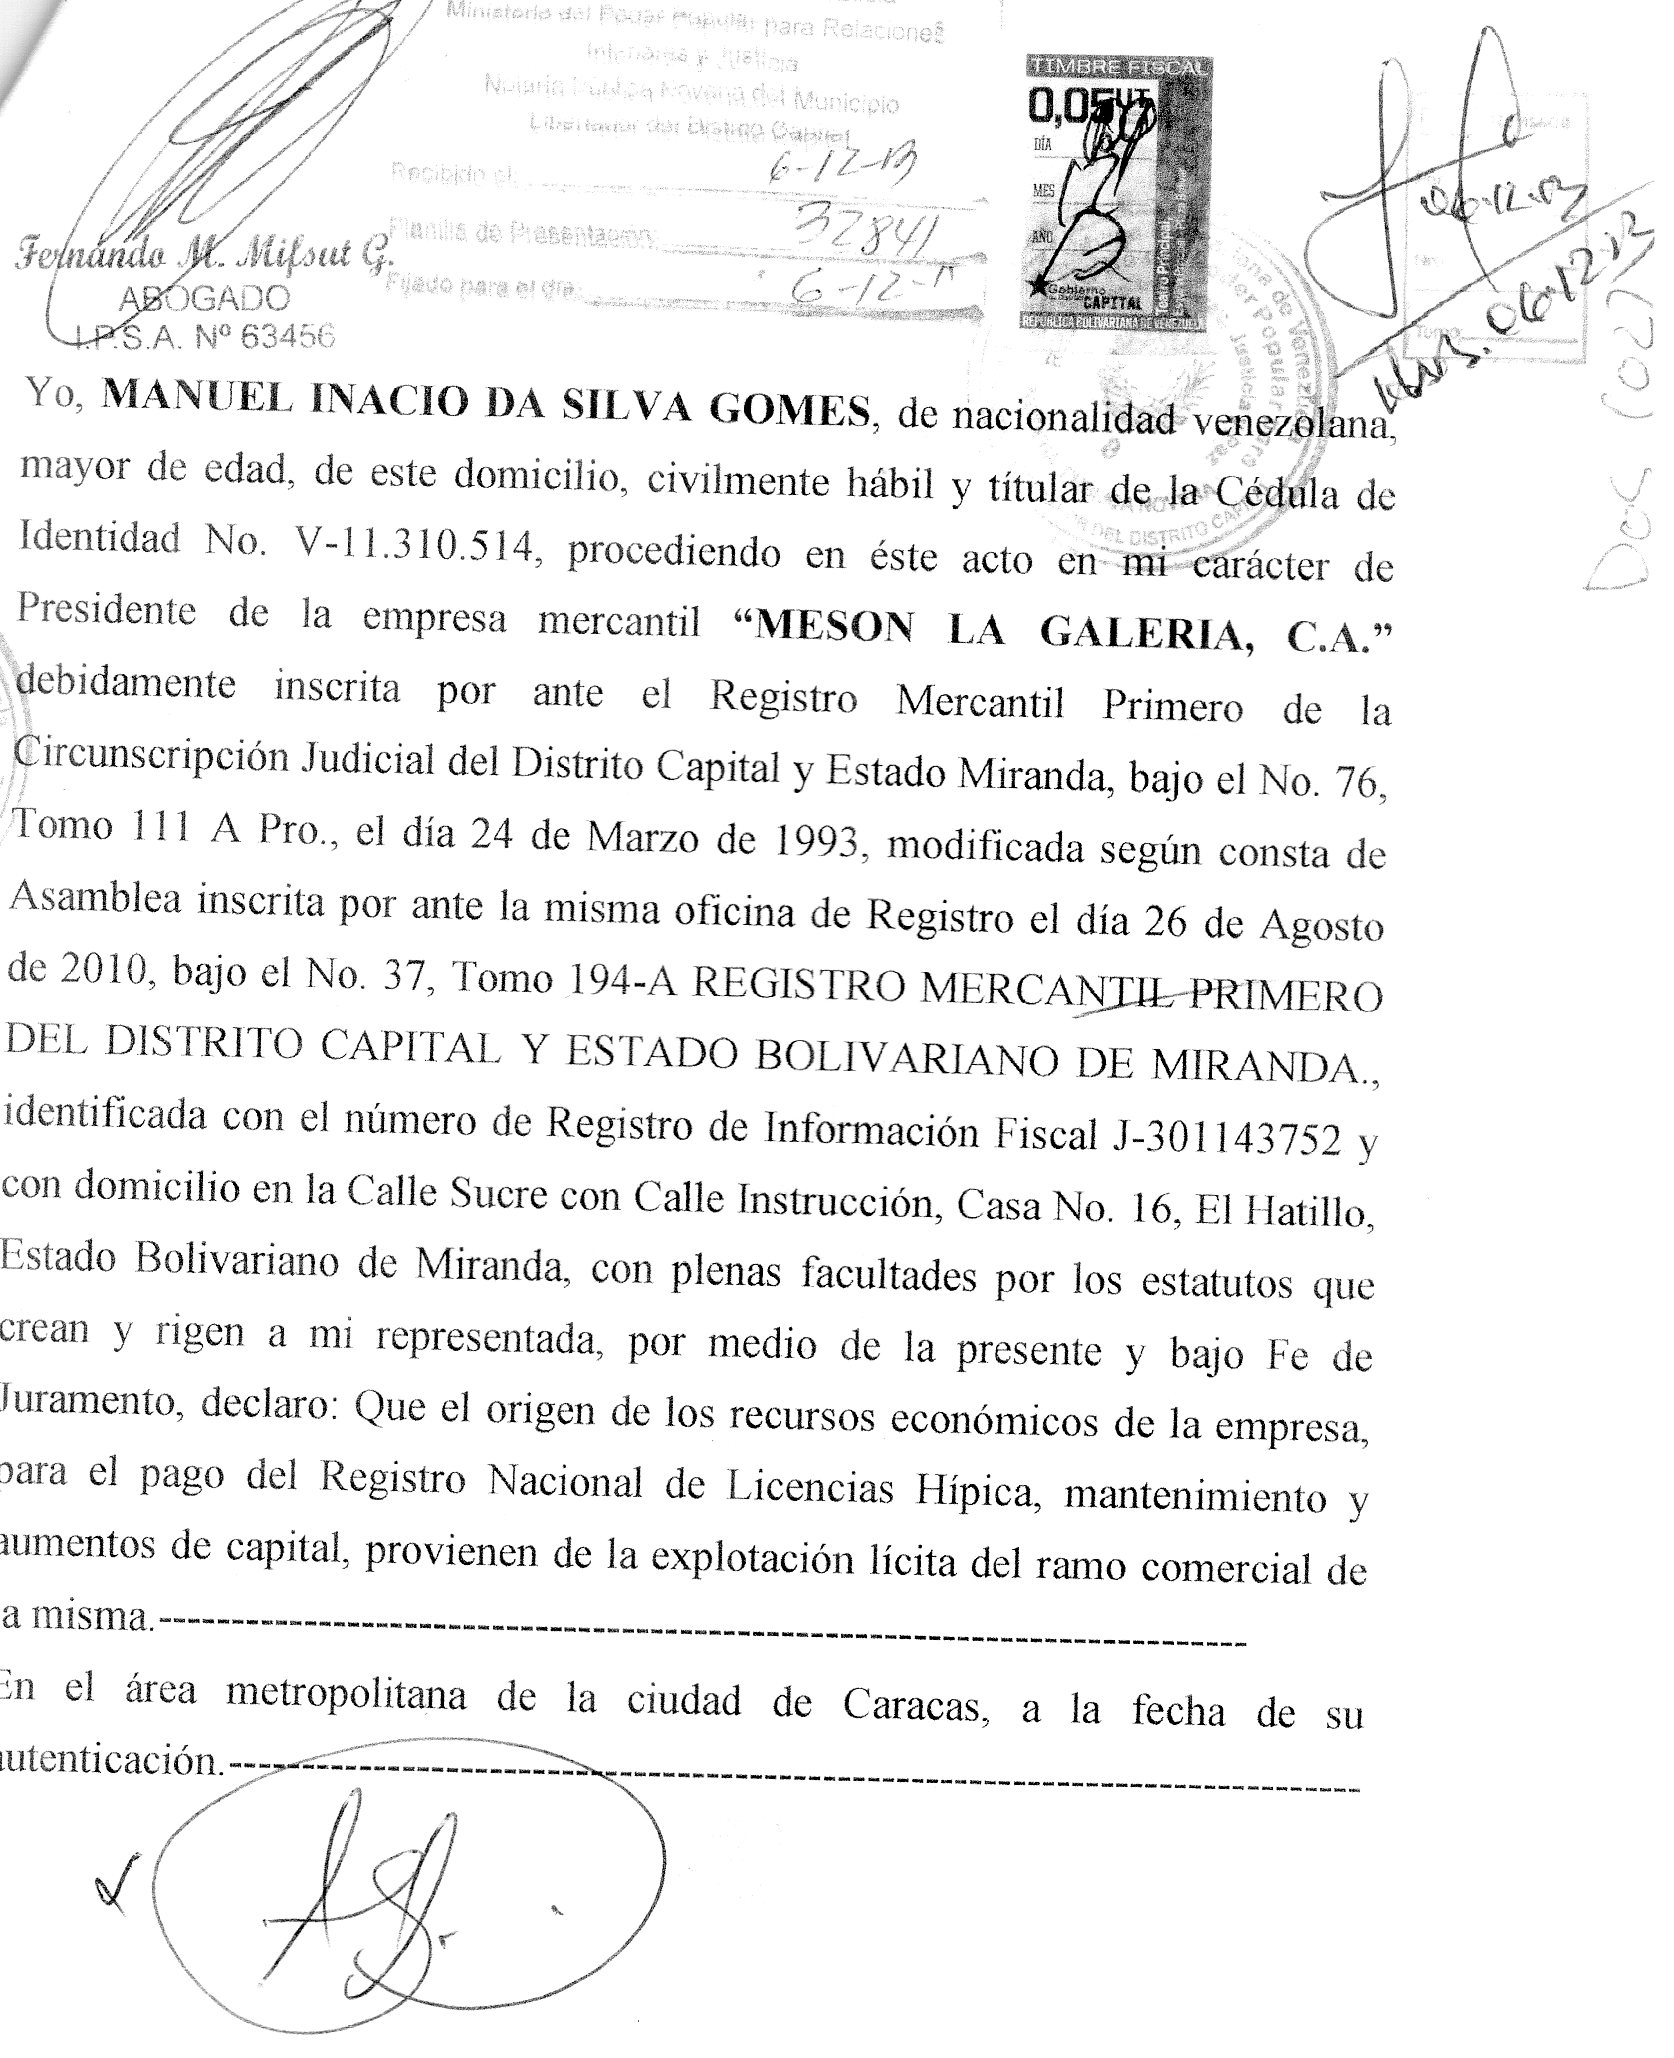 Ministerio del Poder Popular para Relaciones
Interiores y Justicia
Notaría Pública Novena del Municipio
Libertador del Distrito Capital
Recibido el: 6-12-13
Planilla de Presentación: 32841
Fijado para el día: 6-12-
TIMBRE FISCAL
0,05 UT
DÍA
MES
AÑO
Gobierno
CAPITAL
REPÚBLICA BOLIVARIANA DE VENEZUELA
06.12.13
06.12.13
Tomo
Doc (02)
Fernándo M. Mifsut G.
ABOGADO
I.P.S.A. Nº 63456
Yo, MANUEL INACIO DA SILVA GOMES, de nacionalidad venezolana,
mayor de edad, de este domicilio, civilmente hábil y títular de la Cédula de
Identidad No. V-11.310.514, procediendo en éste acto en mi carácter de
Presidente de la empresa mercantil “MESON LA GALERIA, C.A.”
debidamente inscrita por ante el Registro Mercantil Primero de la
Circunscripción Judicial del Distrito Capital y Estado Miranda, bajo el No. 76,
Tomo 111 A Pro., el día 24 de Marzo de 1993, modificada según consta de
Asamblea inscrita por ante la misma oficina de Registro el día 26 de Agosto
de 2010, bajo el No. 37, Tomo 194-A REGISTRO MERCANTIL PRIMERO
DEL DISTRITO CAPITAL Y ESTADO BOLIVARIANO DE MIRANDA.,
identificada con el número de Registro de Información Fiscal J-301143752 y
con domicilio en la Calle Sucre con Calle Instrucción, Casa No. 16, El Hatillo,
Estado Bolivariano de Miranda, con plenas facultades por los estatutos que
crean y rigen a mi representada, por medio de la presente y bajo Fe de
Juramento, declaro: Que el origen de los recursos económicos de la empresa,
para el pago del Registro Nacional de Licencias Hípica, mantenimiento y
aumentos de capital, provienen de la explotación lícita del ramo comercial de
la misma.--------------------------------------------------------------------------------
En el área metropolitana de la ciudad de Caracas, a la fecha de su
autenticación.--------------------------------------------------------------------------------